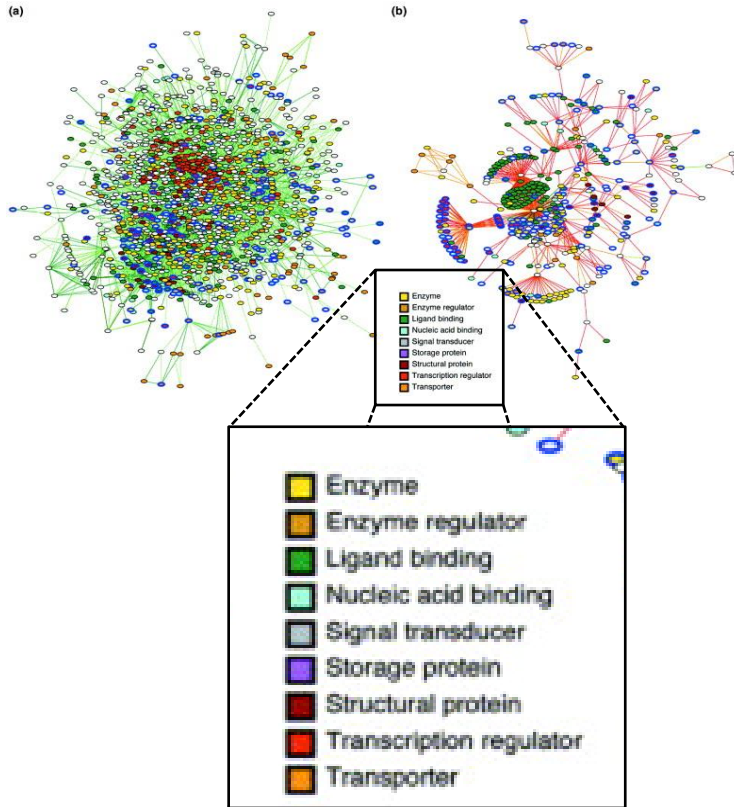 (a)
(b)
Enzyme
Enzyme regulator
Ligand binding
Nucleic acid binding
Signal transducer
Storage protein
Structural protein
Transcription regulator
Transporter
Enzyme
Enzyme regulator
Ligand binding
Nucleic acid binding
Signal transducer
Storage protein
Structural protein
Transcription regulator
Transporter